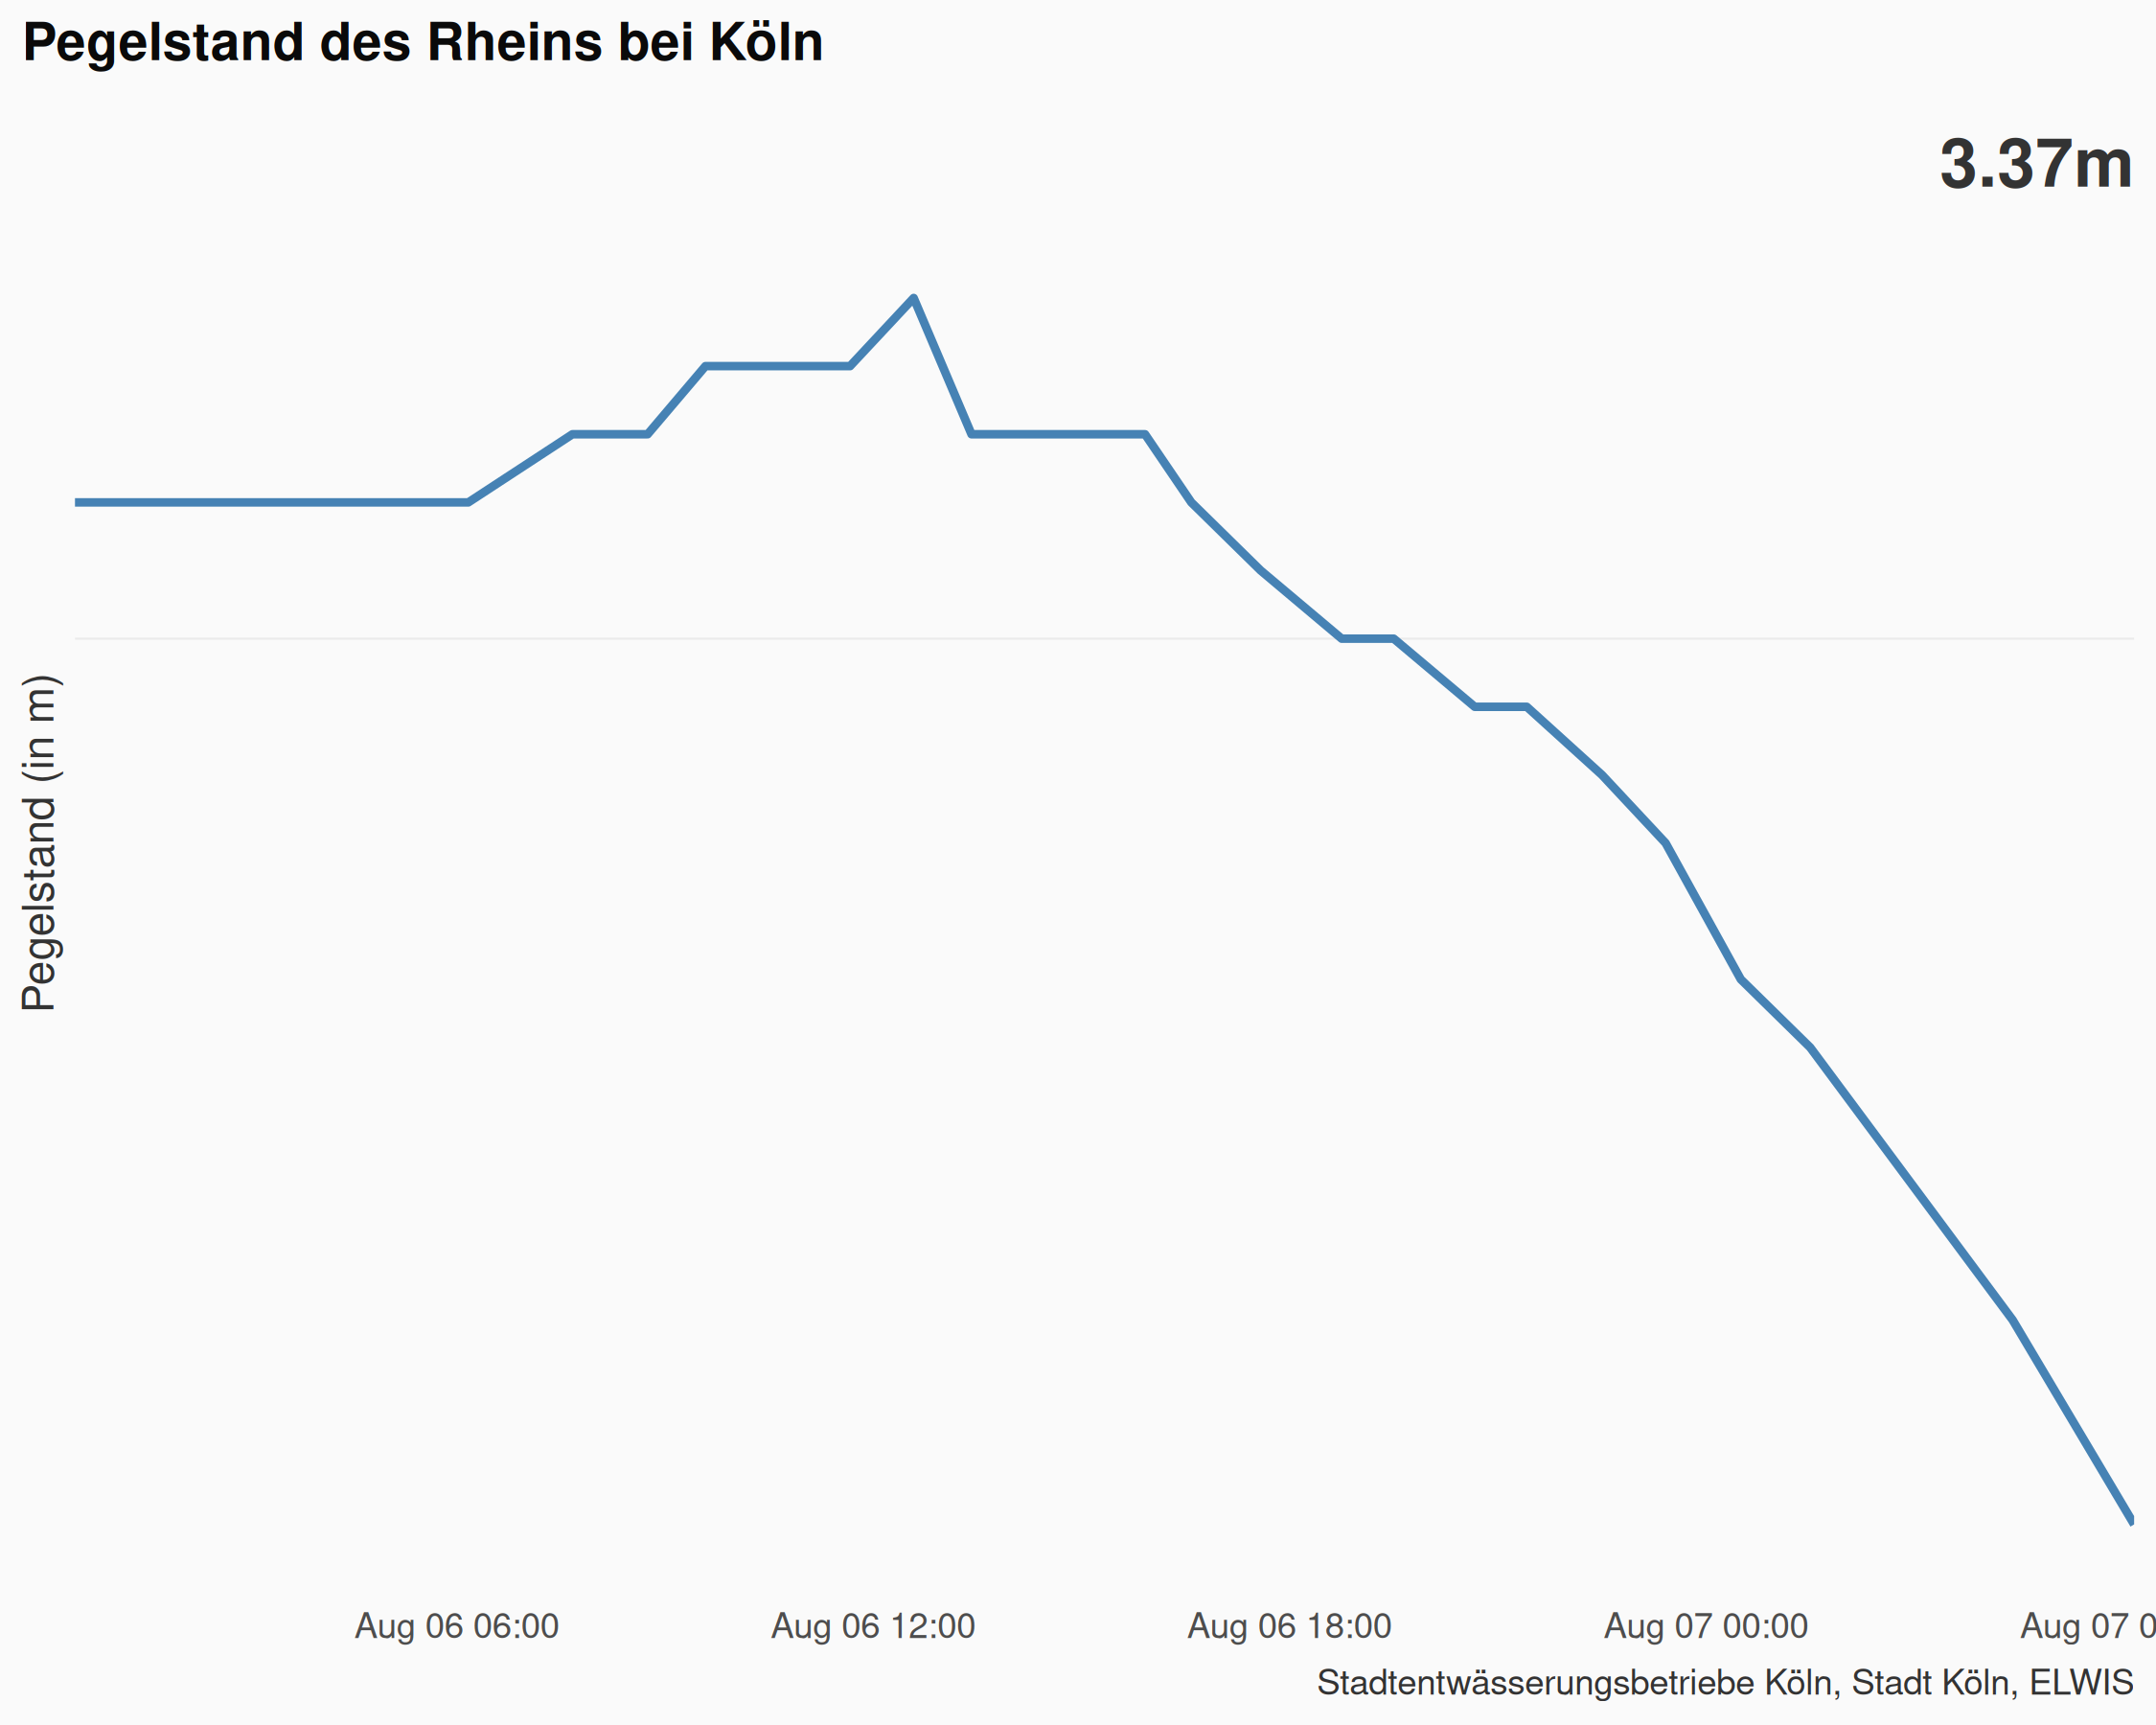 Pegelstand des Rheins bei Köln
3.37m
Pegelstand (in m)
Aug 06 06:00
Aug 06 12:00
Aug 06 18:00
Aug 07 00:00
Aug 07 0
Stadtentwässerungsbetriebe Köln, Stadt Köln, ELWIS